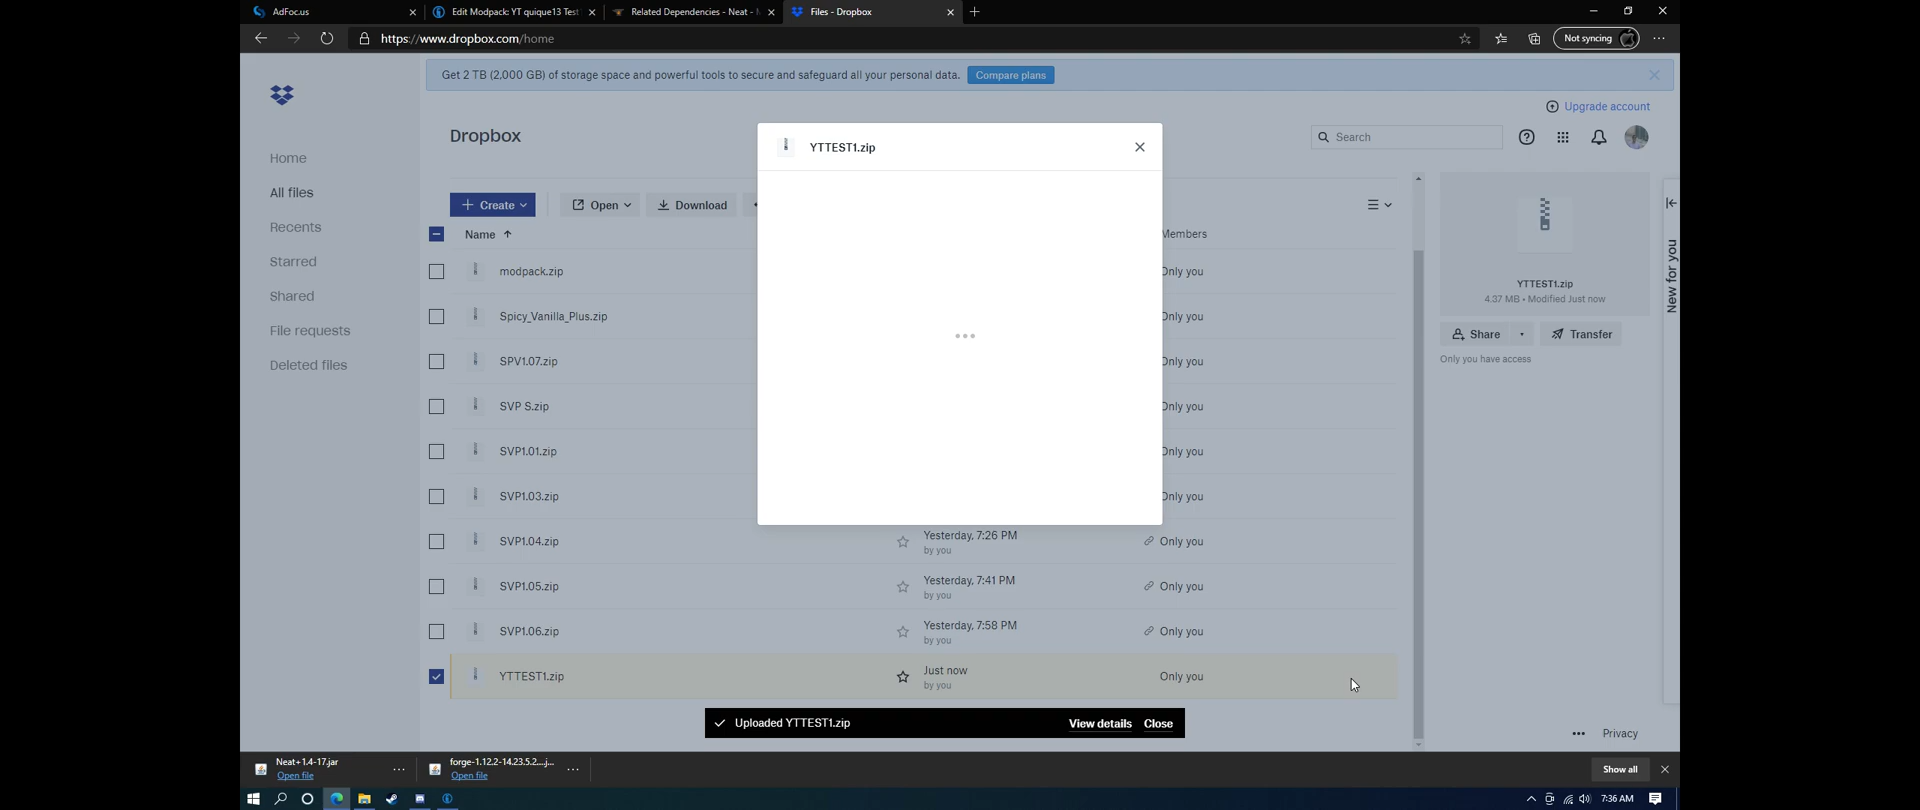 AdFoc.us
Edit Modpack: YT quique13 Test
Related Dependencies - Neat -
Files - Dropbox
https://www.dropbox.com/home
Not syncing
Get 2 TB (2,000 GB) of storage space and powerful tools to secure and safeguard all your personal data.
Compare plans
Upgrade account
Dropbox
Search
Home
All files
Recents
Starred
Shared
File requests
Deleted files
YTTEST1.zip
Create
Open
Download
Name
Members
modpack.zip
Only you
Spicy_Vanilla_Plus.zip
Only you
SPV1.07.zip
Only you
SVP S.zip
Only you
SVP1.01.zip
Only you
SVP1.03.zip
Only you
SVP1.04.zip
Yesterday, 7:26 PM
by you
Only you
SVP1.05.zip
Yesterday, 7:41 PM
by you
Only you
SVP1.06.zip
Yesterday, 7:58 PM
by you
Only you
YTTEST1.zip
Just now
by you
Only you
YTTEST1.zip
4.37 MB • Modified Just now
Share
Transfer
Only you have access
New for you
Uploaded YTTEST1.zip
View details
Close
Privacy
Neat+1.4-17.jar
Open file
forge-1.12.2-14.23.5.2....j...
Open file
Show all
7:36 AM